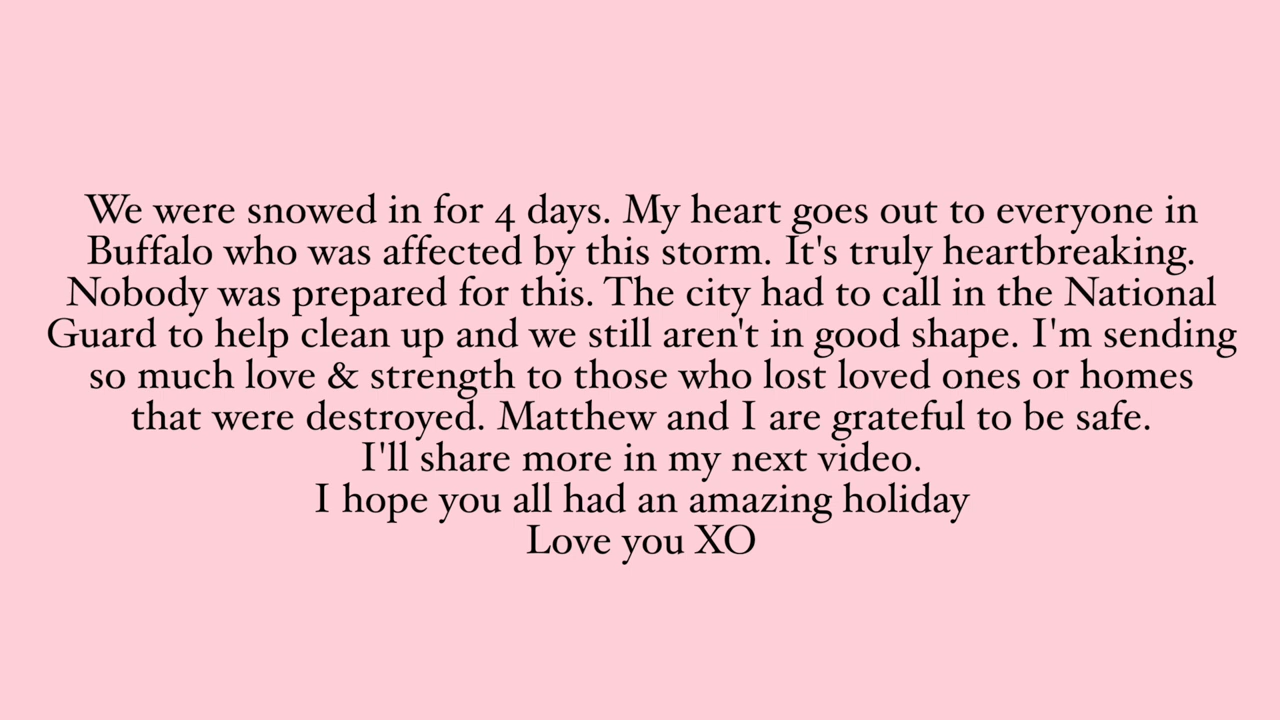 We were snowed in for 4 days. My heart goes out to everyone in
Buffalo who was affected by this storm. It's truly heartbreaking.
Nobody was prepared for this. The city had to call in the National
Guard to help clean up and we still aren't in good shape. I'm sending
so much love & strength to those who lost loved ones or homes
that were destroyed. Matthew and I are grateful to be safe.
I'll share more in my next video.
I hope you all had an amazing holiday
Love you XO